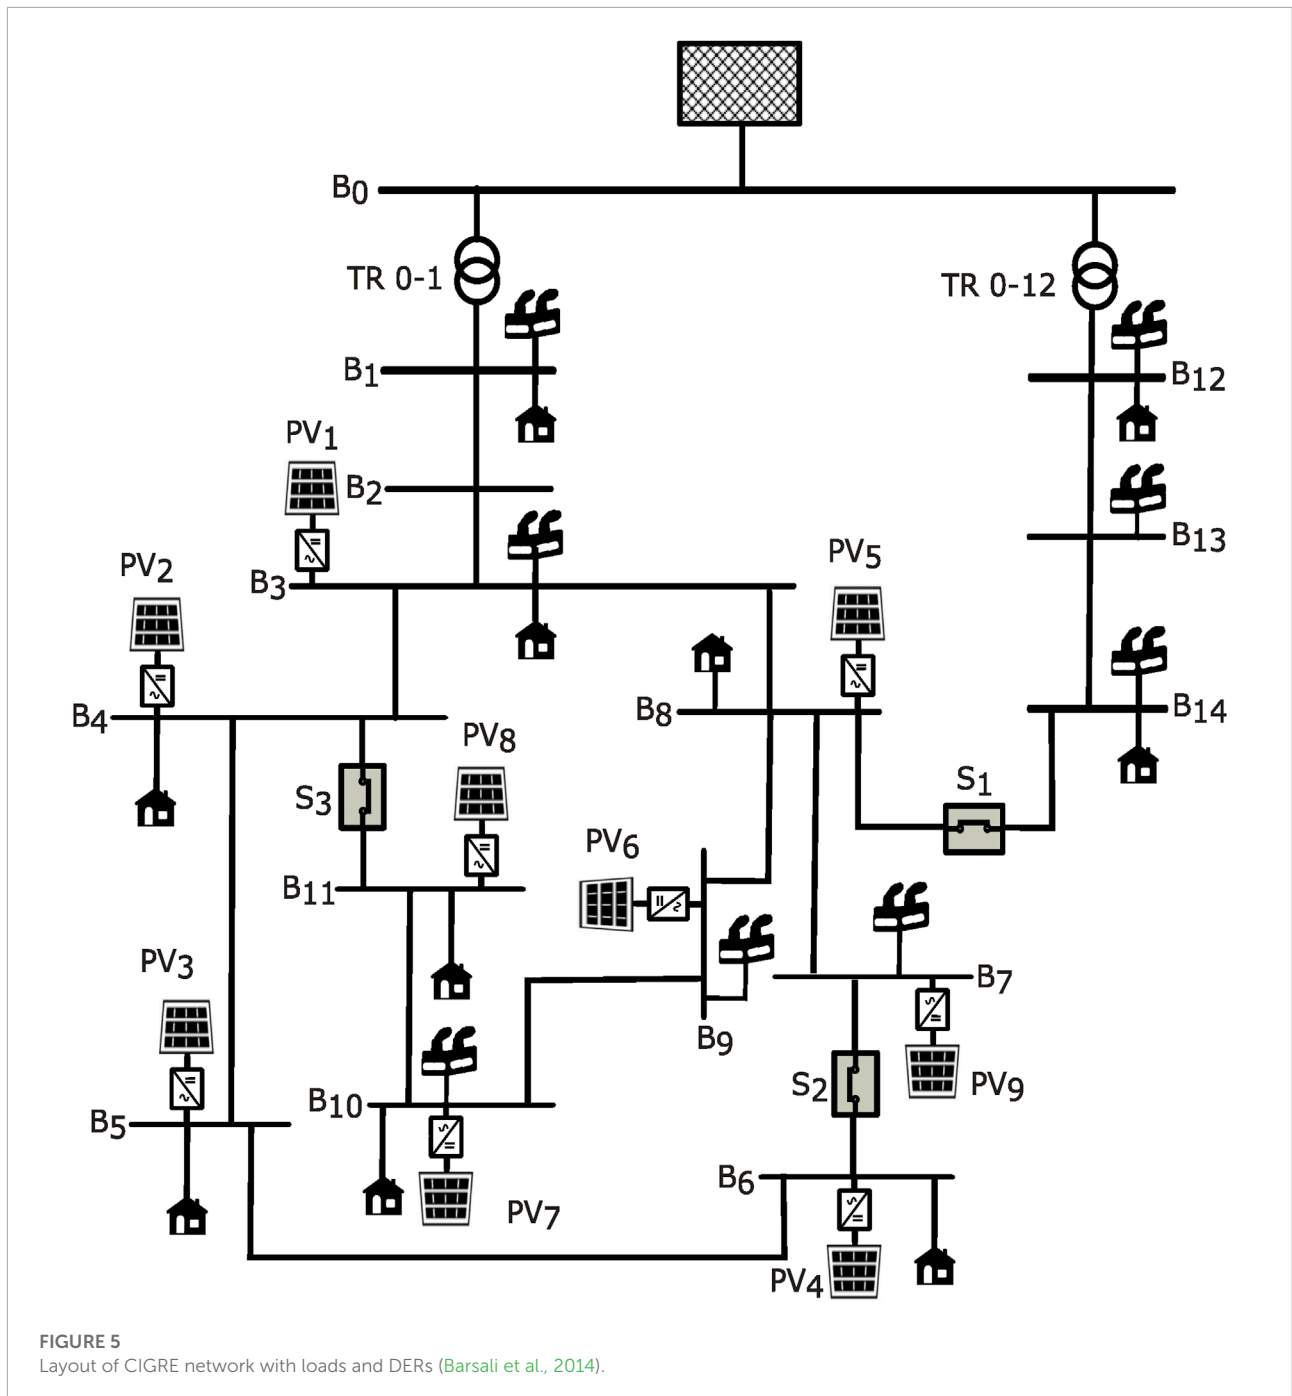 B0
TR 0-1
TR 0-12
B1
B12
PV1
B2
B13
PV2
PV5
B3
B4
B8
B14
PV8
S3
S1
PV6
B11
PV3
B7
B9
S2
PV9
B10
B5
B6
PV7
PV4
FIGURE 5
Layout of CIGRE network with loads and DERs (Barsali et al., 2014).